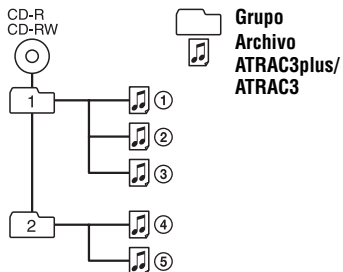 CD-R
CD-RW
Grupo
Archivo
ATRAC3plus/
ATRAC3
1
①
②
③
2
④
⑤